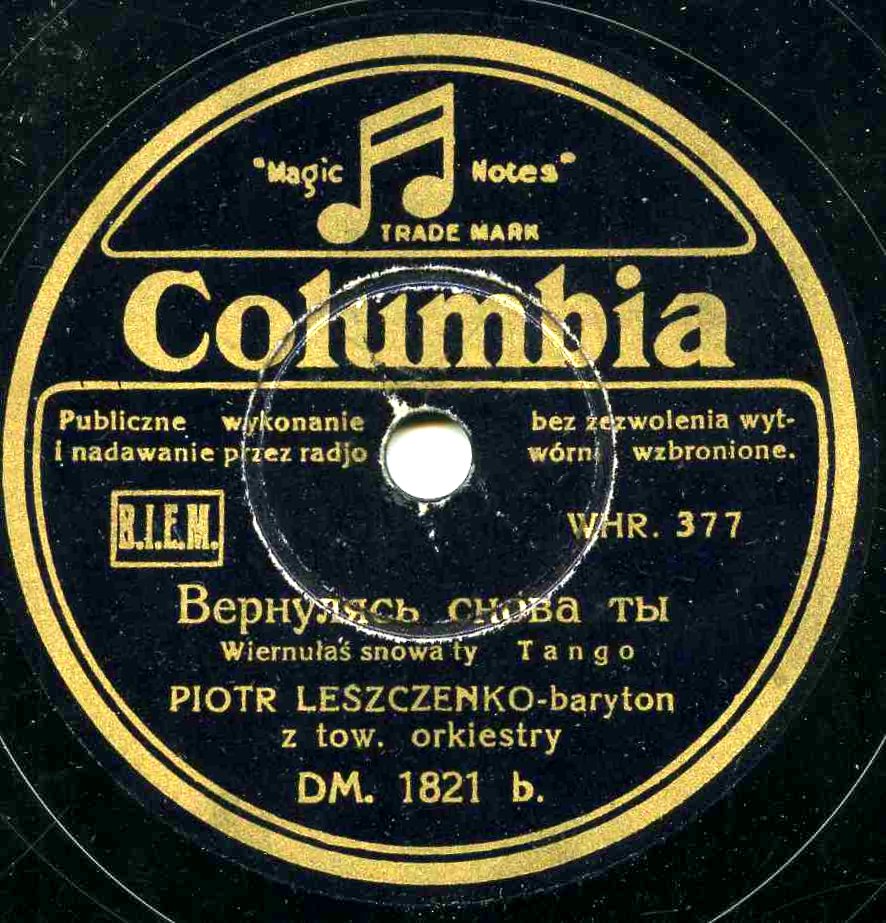 "Magic Notes"
TRADE MARK
Columbia
Publiczne wykonanie bez zezwolenia wyt-
i nadawanie przez radjo wórni wzbronione.
B.I.E.M.
WHR. 377
Вернулясь снова ты
Wiernułaś snowa ty Tango
PIOTR LESZCZENKO-baryton
z tow. orkiestry
DM. 1821 b.